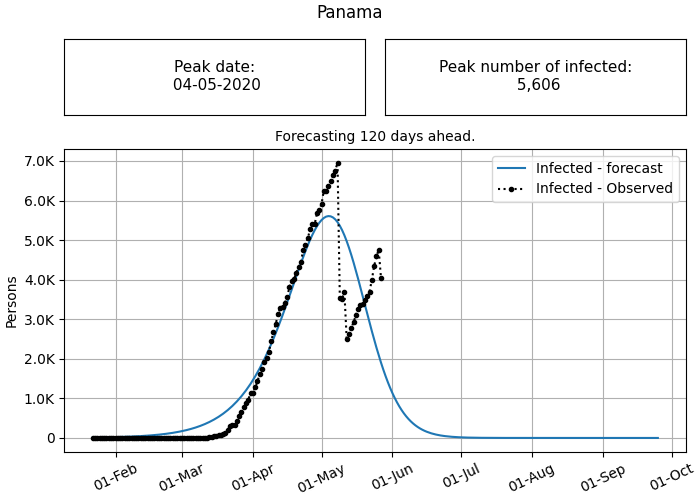 Panama
Peak date:
04-05-2020
Peak number of infected:
5,606
Forecasting 120 days ahead.
Infected - forecast
Infected - Observed
7.0K
6.0K
5.0K
4.0K
3.0K
2.0K
1.0K
0
Persons
01-Feb
01-Mar
01-Apr
01-May
01-Jun
01-Jul
01-Aug
01-Sep
01-Oct